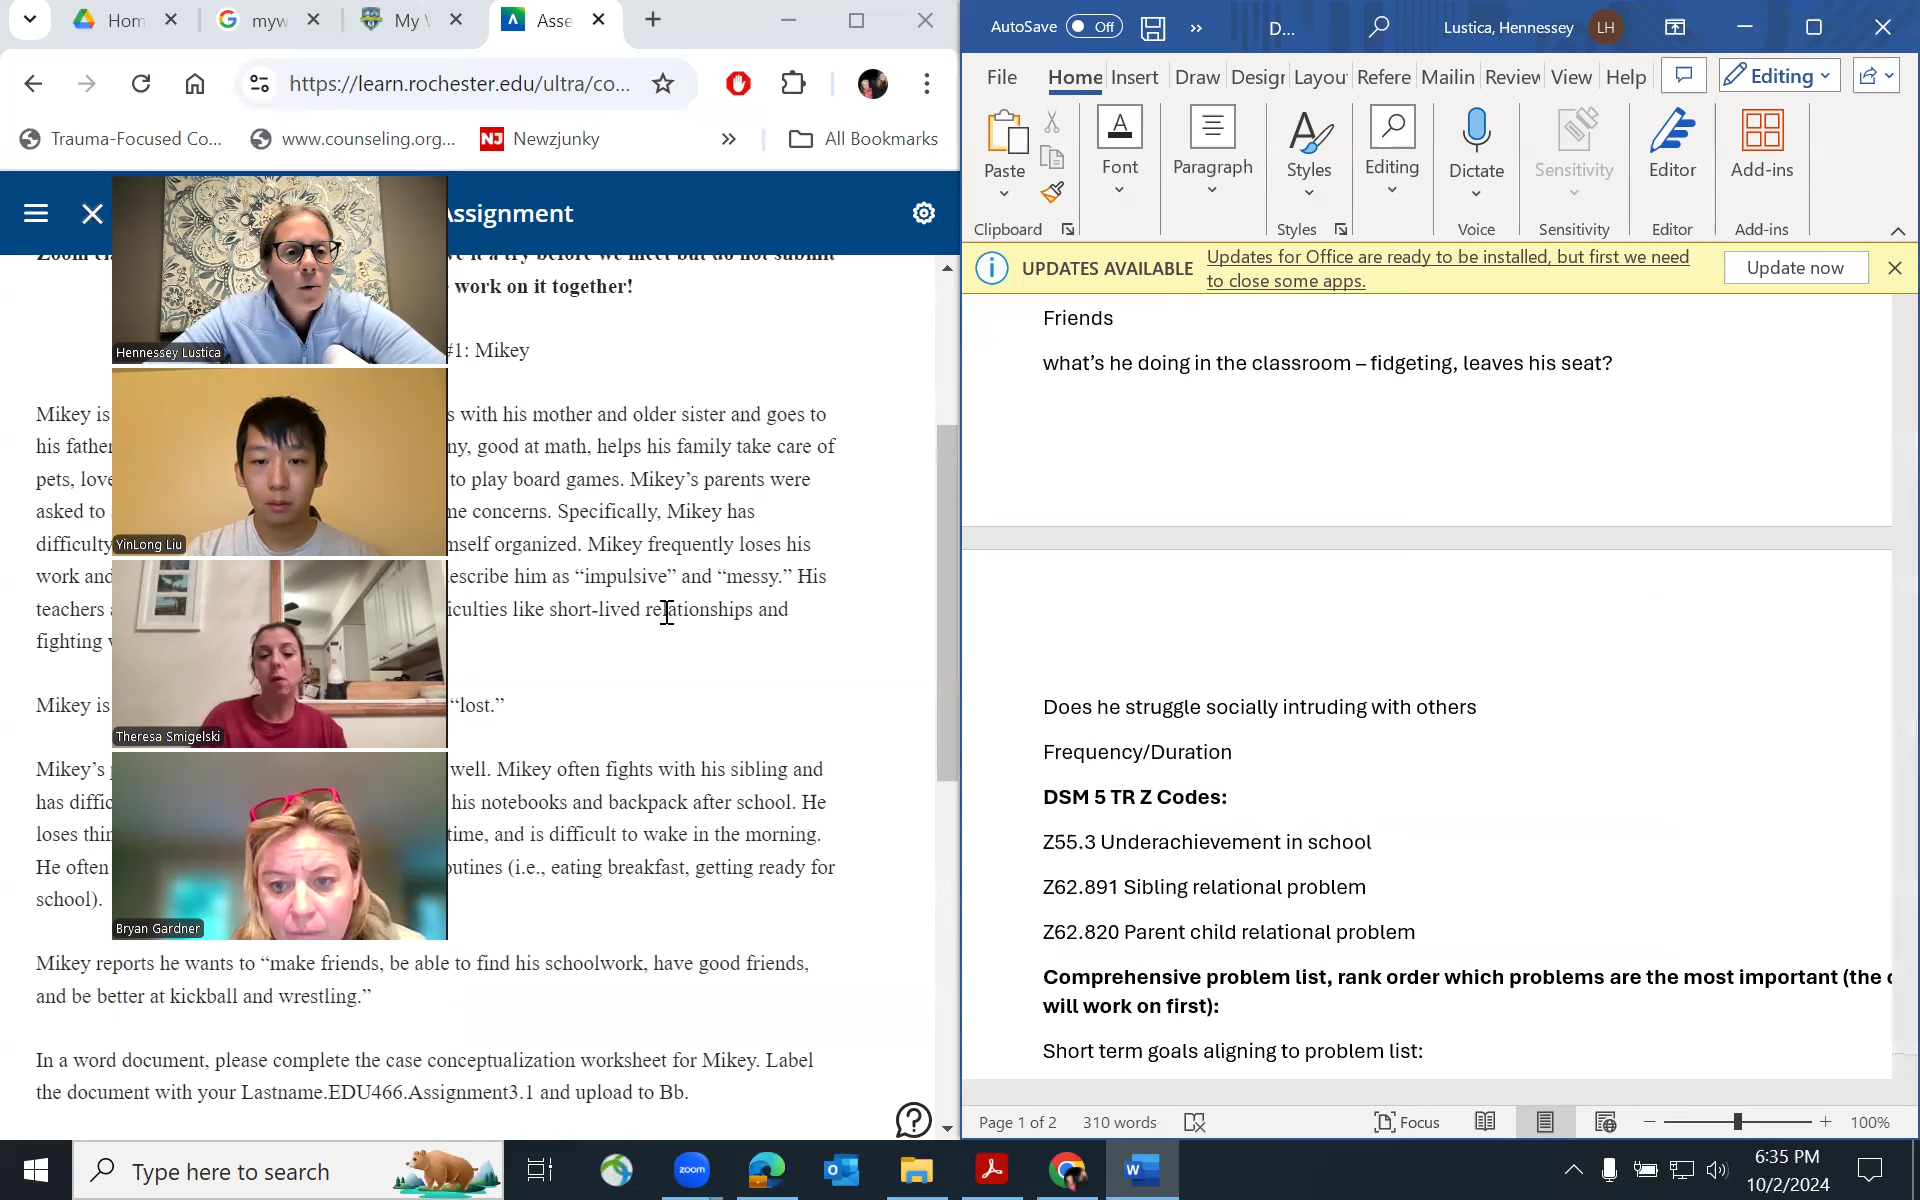 Hom
myw
My
Asse
https://learn.rochester.edu/ultra/co...
Trauma-Focused Co...
www.counseling.org...
NJ
Newzjunky
All Bookmarks
Assignment
it a try before we meet but do not submit
work on it together!
#1: Mikey
Mikey is
with his mother and older sister and goes to
his father
good at math, helps his family take care of
pets,
to play board games. Mikey’s parents were
asked to
concerns. Specifically, Mikey has
difficulty
organized. Mikey frequently loses his
work and
him as “impulsive” and “messy.” His
teachers
like short-lived relationships and
fighting
Mikey is
“lost.”
Mikey’s
well. Mikey often fights with his sibling and
has
his notebooks and backpack after school. He
loses
time, and is difficult to wake in the morning.
He often
(i.e., eating breakfast, getting ready for
school).
Mikey reports he wants to “make friends, be able to find his schoolwork, have good friends,
and be better at kickball and wrestling.”
In a word document, please complete the case conceptualization worksheet for Mikey. Label
the document with your Lastname.EDU466.Assignment3.1 and upload to Bb.
Hennessey Lustica
YinLong Liu
Theresa Smigelski
Bryan Gardner
AutoSave Off
D...
Lustica, Hennessey LH
File Home Insert Draw Desigr Layou Refere Mailin Review View Help
Editing
Paste
Font
Paragraph
Styles
Editing
Dictate
Sensitivity
Editor
Add-ins
Clipboard
Styles
Voice
Sensitivity
Editor
Add-ins
UPDATES AVAILABLE
Updates for Office are ready to be installed, but first we need
to close some apps.
Update now
Friends
what’s he doing in the classroom – fidgeting, leaves his seat?
Does he struggle socially intruding with others
Frequency/Duration
DSM 5 TR Z Codes:
Z55.3 Underachievement in school
Z62.891 Sibling relational problem
Z62.820 Parent child relational problem
Comprehensive problem list, rank order which problems are the most important (the
will work on first):
Short term goals aligning to problem list:
Page 1 of 2
310 words
Focus
100%
Type here to search
zoom
6:35 PM
10/2/2024